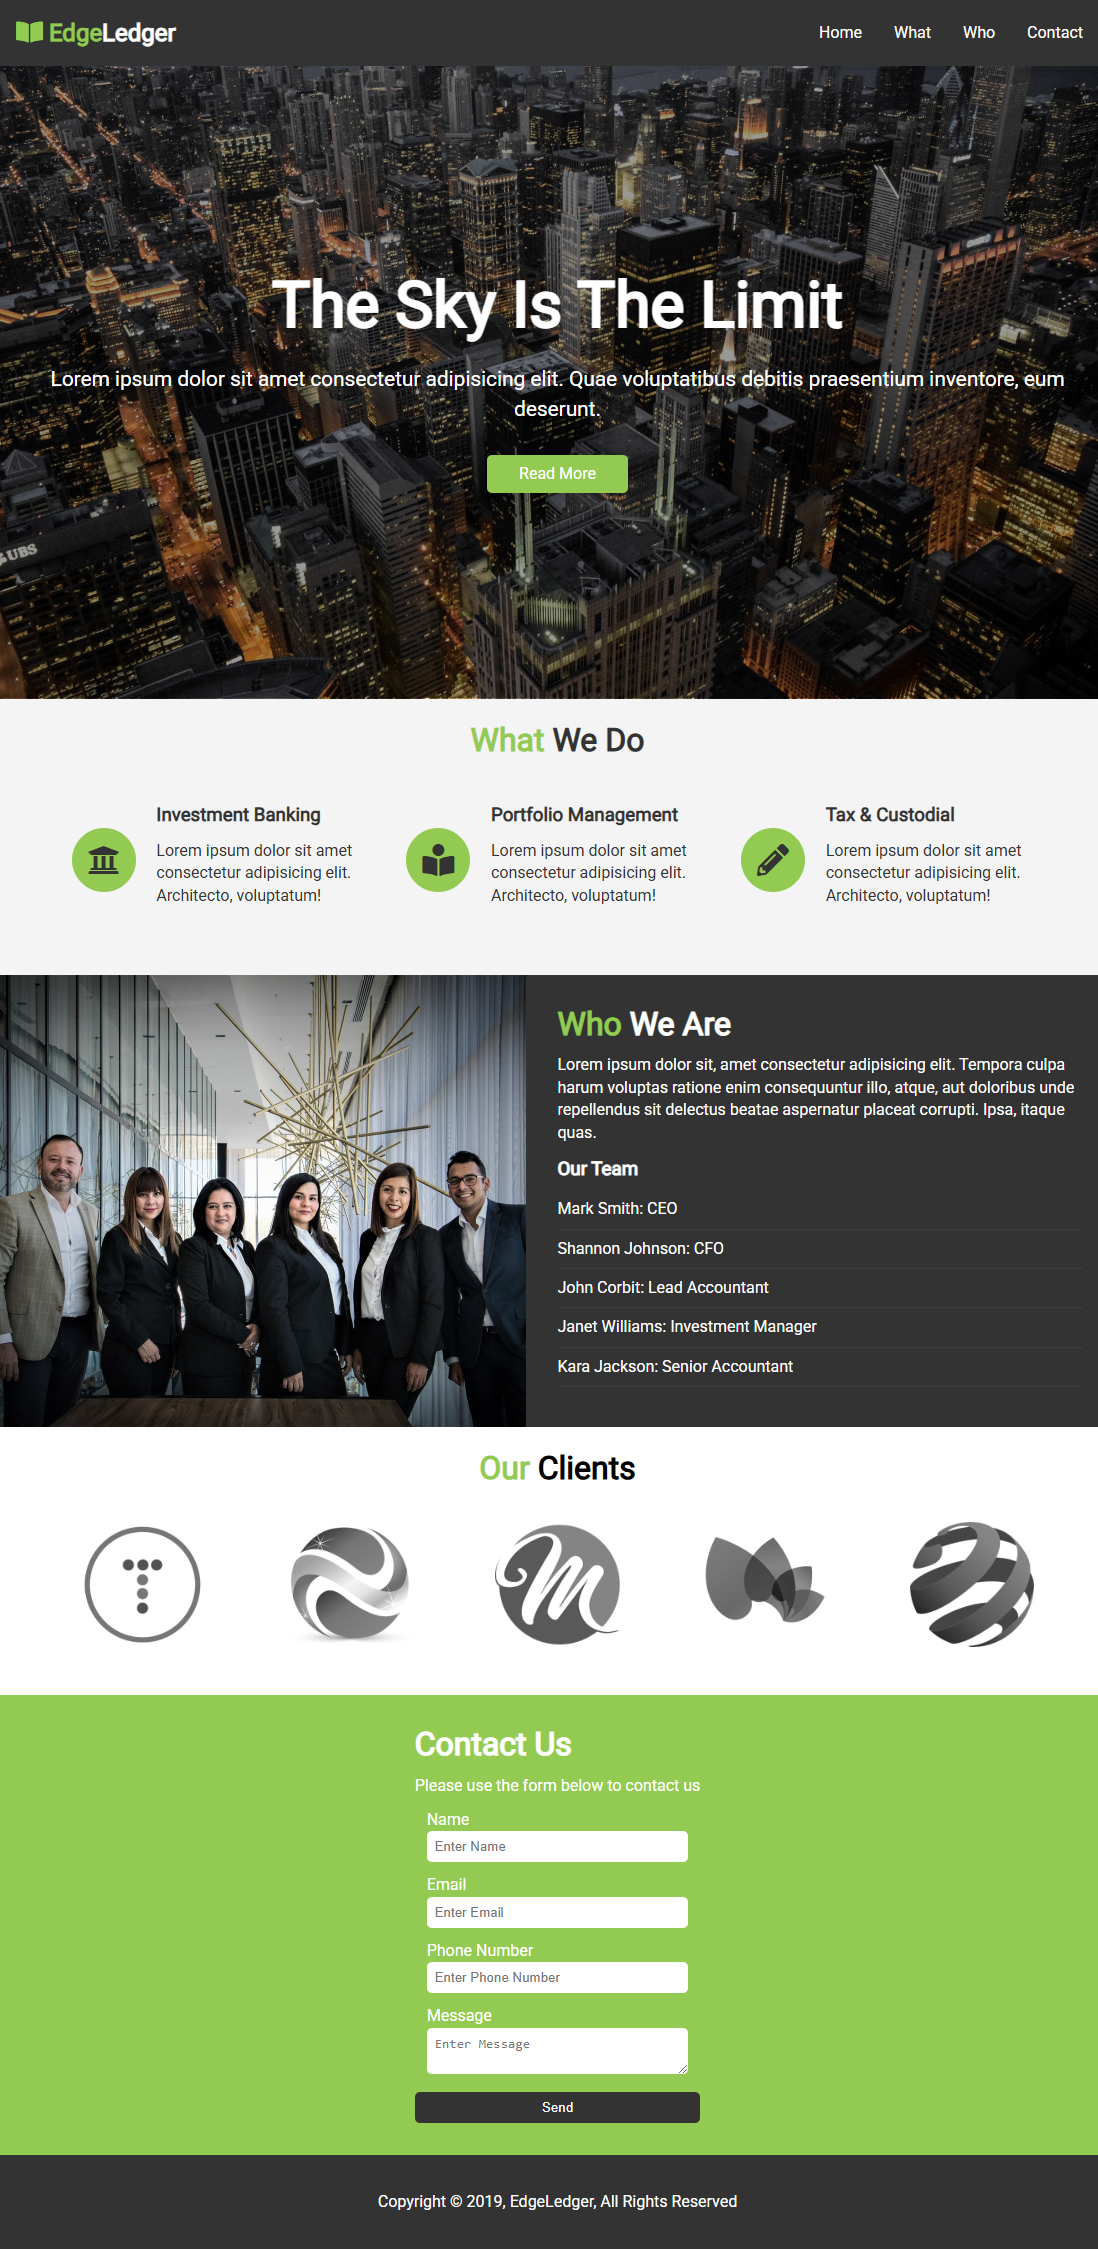 EdgeLedger
Home What Who Contact
The Sky Is The Limit
Lorem ipsum dolor sit amet consectetur adipisicing elit. Quae voluptatibus debitis praesentium inventore, eum
deserunt.
Read More
UBS
What We Do
Investment Banking
Lorem ipsum dolor sit amet
consectetur adipisicing elit.
Architecto, voluptatum!
Portfolio Management
Lorem ipsum dolor sit amet
consectetur adipisicing elit.
Architecto, voluptatum!
Tax & Custodial
Lorem ipsum dolor sit amet
consectetur adipisicing elit.
Architecto, voluptatum!
Who We Are
Lorem ipsum dolor sit, amet consectetur adipisicing elit. Tempora culpa
harum voluptas ratione enim consequuntur illo, atque, aut doloribus unde
repellendus sit delectus beatae aspernatur placeat corrupti. Ipsa, itaque
quas.
Our Team
Mark Smith: CEO
Shannon Johnson: CFO
John Corbit: Lead Accountant
Janet Williams: Investment Manager
Kara Jackson: Senior Accountant
Our Clients
T
M
Contact Us
Please use the form below to contact us
Name
Enter Name
Email
Enter Email
Phone Number
Enter Phone Number
Message
Enter Message
Send
Copyright © 2019, EdgeLedger, All Rights Reserved